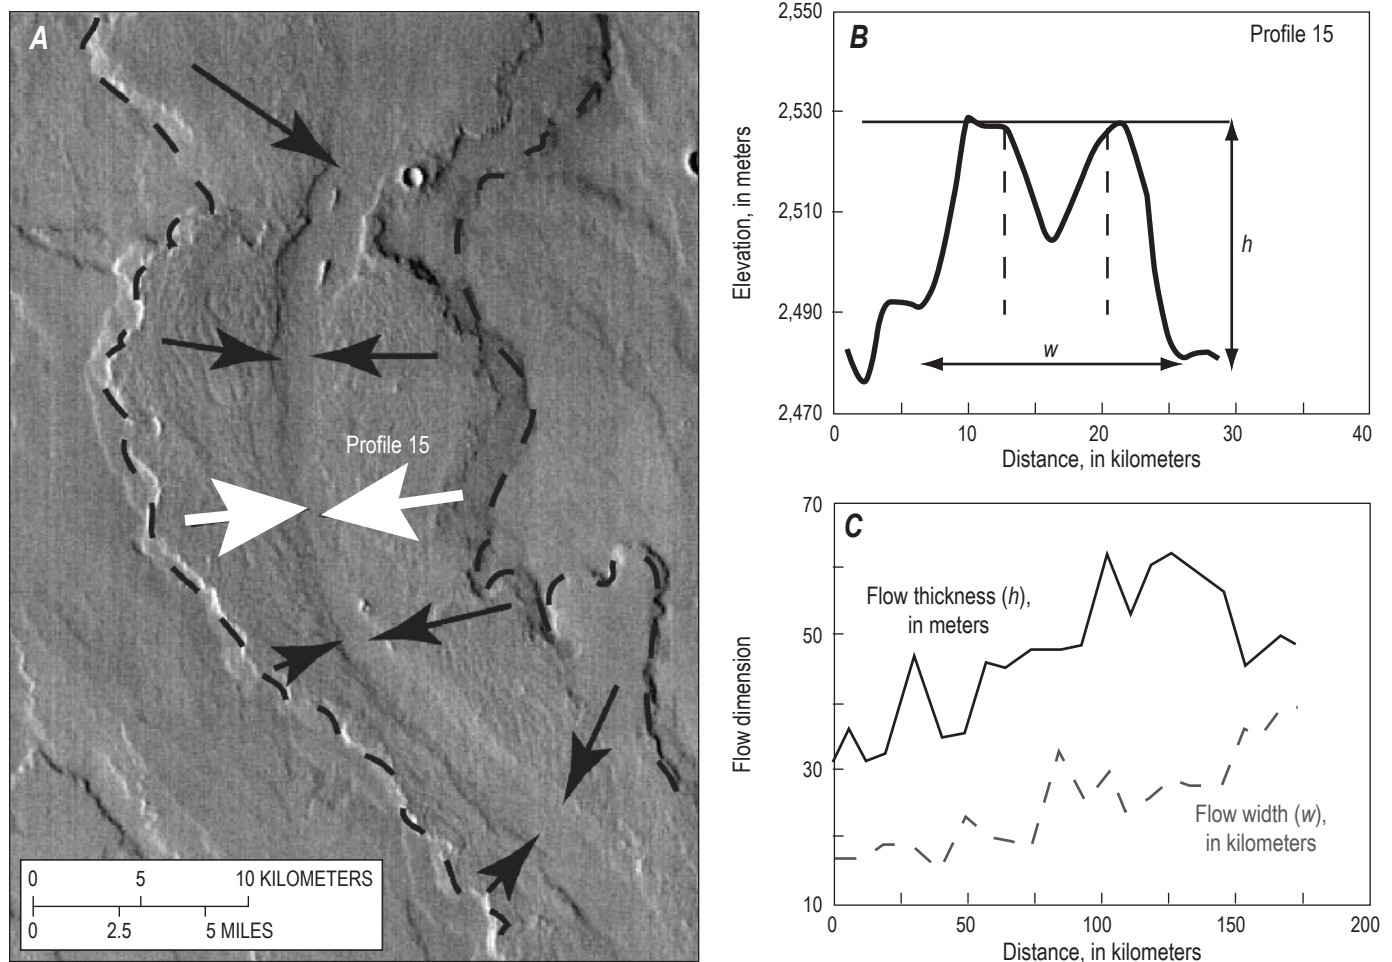 A
Profile 15
0 5 10 KILOMETERS
0 2.5 5 MILES
B
Profile 15
2,550
2,530
2,510
2,490
2,470
Elevation, in meters
h
w
0 10 20 30 40
Distance, in kilometers
C
70
50
30
10
Flow dimension
Flow thickness (h),
in meters
Flow width (w),
in kilometers
0 50 100 150 200
Distance, in kilometers